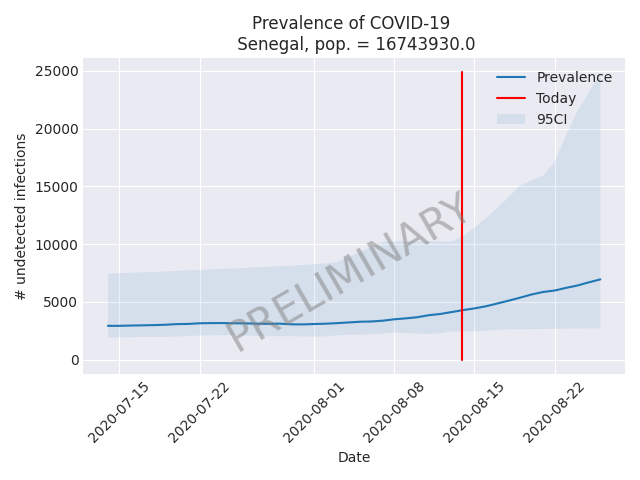 Prevalence of COVID-19
Senegal, pop. = 16743930.0
# undetected infections
25000
20000
15000
10000
5000
0
Prevalence
Today
95CI
PRELIMINARY
2020-07-15
2020-07-22
2020-08-01
2020-08-08
2020-08-15
2020-08-22
Date